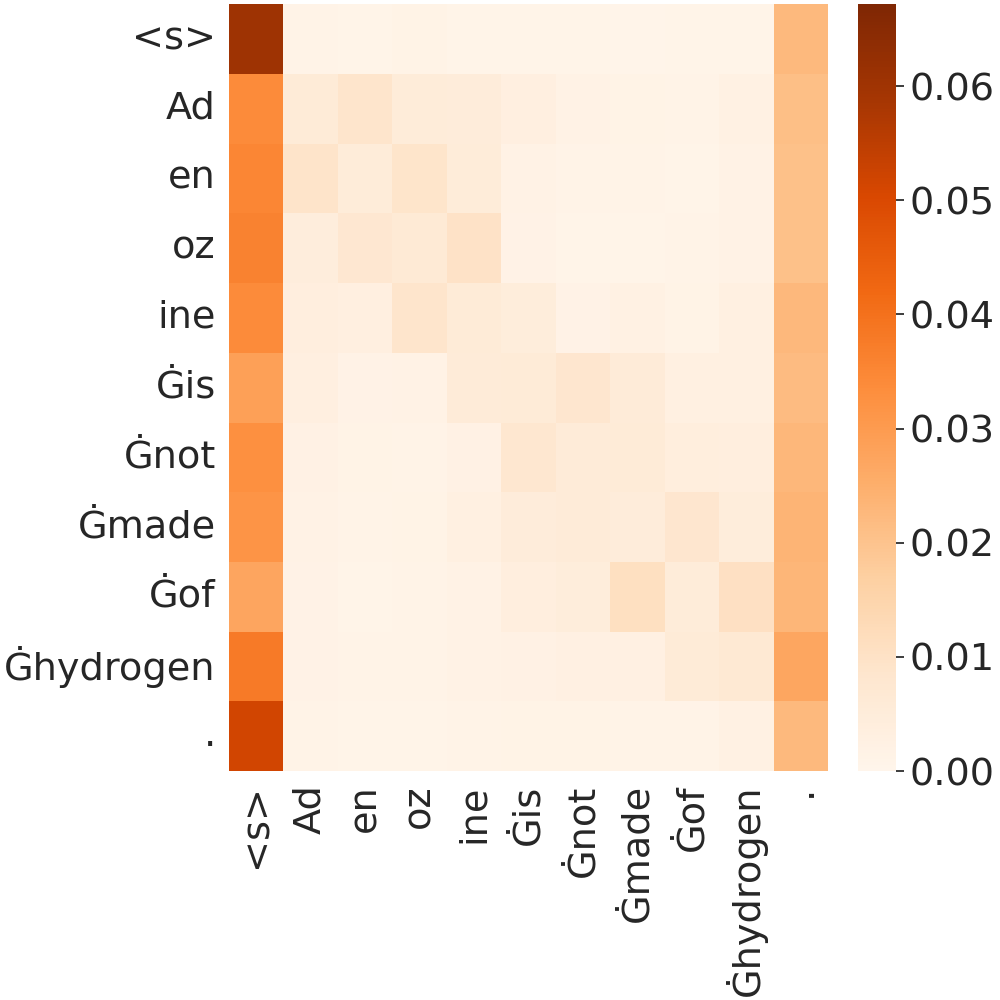 <s>
Ad
en
oz
ine
Ġis
Ġnot
Ġmade
Ġof
Ġhydrogen
.
<s>
Ad
en
oz
ine
Ġis
Ġnot
Ġmade
Ġof
Ġhydrogen
.
0.06
0.05
0.04
0.03
0.02
0.01
0.00